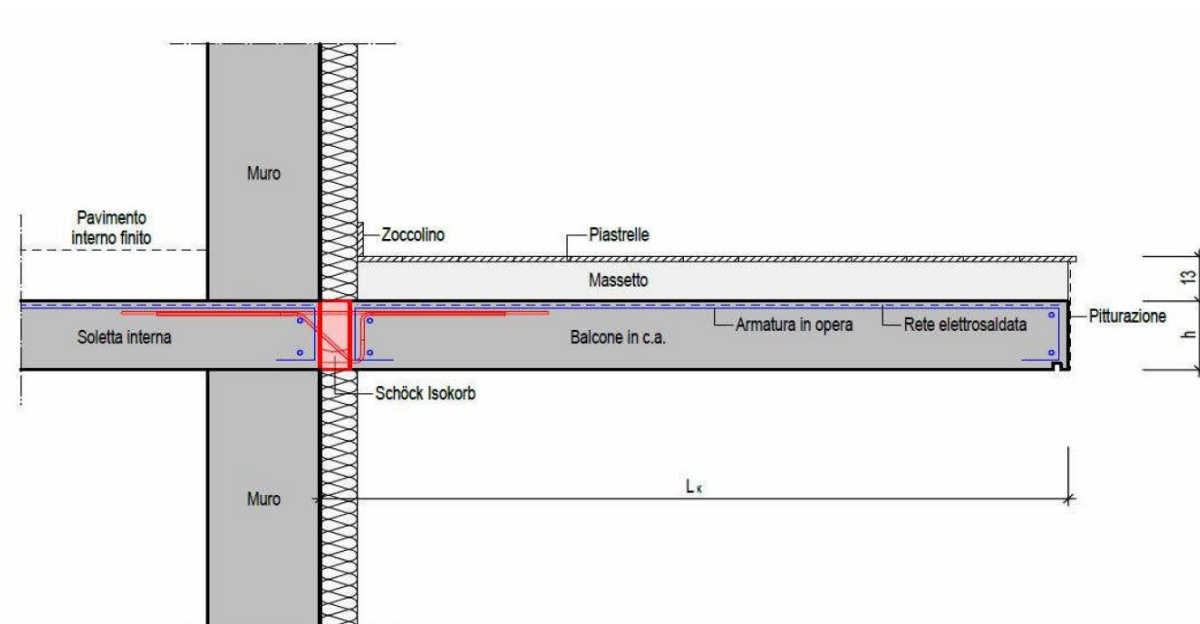 Muro
Pavimento
interno finito
Zoccolino
Piastrelle
Massetto
13
Soletta interna
Balcone in c.a.
Armatura in opera
Rete elettrosaldata
Pitturazione
h
Schöck Isokorb
Muro
L K